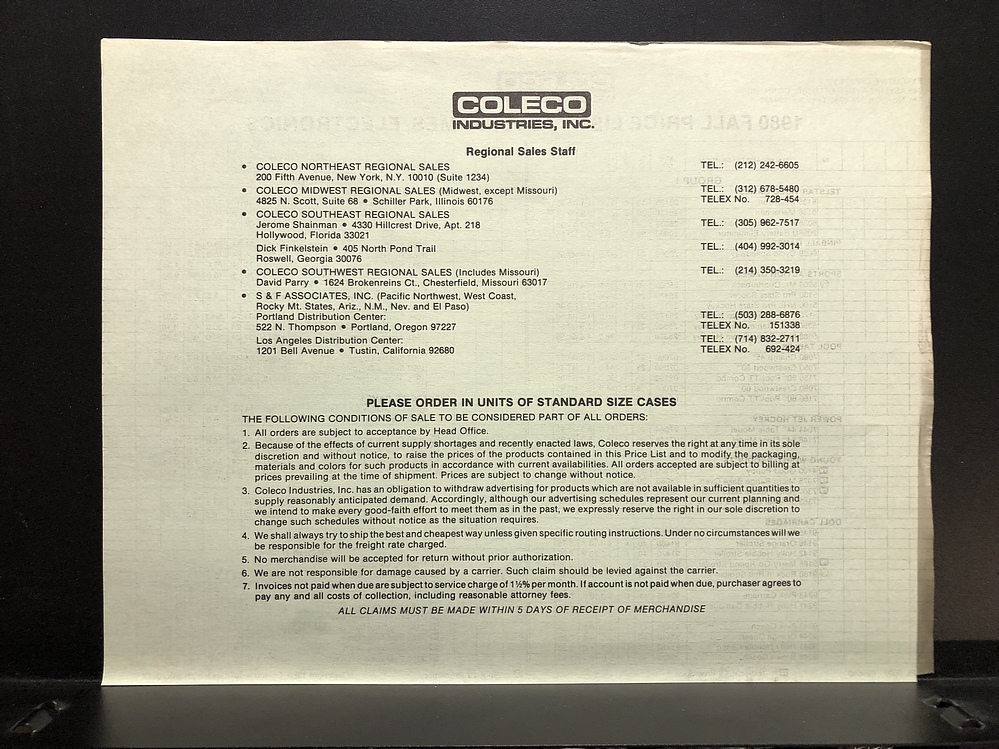 COLECO
INDUSTRIES, INC.
Regional Sales Staff
• COLECO NORTHEAST REGIONAL SALES TEL.: (212) 242-6605
200 Fifth Avenue, New York, N.Y. 10010 (Suite 1234)
• COLECO MIDWEST REGIONAL SALES (Midwest, except Missouri) TEL.: (312) 678-5480
4825 N. Scott, Suite 68 • Schiller Park, Illinois 60176 TELEX No. 728-454
• COLECO SOUTHEAST REGIONAL SALES
Jerome Shainman • 4330 Hillcrest Drive, Apt. 218 TEL.: (305) 962-7517
Hollywood, Florida 33021
Dick Finkelstein • 405 North Pond Trail TEL.: (404) 992-3014
Roswell, Georgia 30076
• COLECO SOUTHWEST REGIONAL SALES (Includes Missouri) TEL.: (214) 350-3219
David Parry • 1624 Brokenreins Ct., Chesterfield, Missouri 63017
• S & F ASSOCIATES, INC. (Pacific Northwest, West Coast,
Rocky Mt. States, Ariz., N.M., Nev. and El Paso)
Portland Distribution Center: TEL.: (503) 288-6876
522 N. Thompson • Portland, Oregon 97227 TELEX No. 151338
Los Angeles Distribution Center: TEL.: (714) 832-2711
1201 Bell Avenue • Tustin, California 92680 TELEX No. 692-424
PLEASE ORDER IN UNITS OF STANDARD SIZE CASES
THE FOLLOWING CONDITIONS OF SALE TO BE CONSIDERED PART OF ALL ORDERS:
1. All orders are subject to acceptance by Head Office.
2. Because of the effects of current supply shortages and recently enacted laws, Coleco reserves the right at any time in its sole
discretion and without notice, to raise the prices of the products contained in this Price List and to modify the packaging,
materials and colors for such products in accordance with current availabilities. All orders accepted are subject to billing at
prices prevailing at the time of shipment. Prices are subject to change without notice.
3. Coleco Industries, Inc. has an obligation to withdraw advertising for products which are not available in sufficient quantities to
supply reasonably anticipated demand. Accordingly, although our advertising schedules represent our current planning and
we intend to make every good-faith effort to meet them as in the past, we expressly reserve the right in our sole discretion to
change such schedules without notice as the situation requires.
4. We shall always try to ship the best and cheapest way unless given specific routing instructions. Under no circumstances will we
be responsible for the freight rate charged.
5. No merchandise will be accepted for return without prior authorization.
6. We are not responsible for damage caused by a carrier. Such claim should be levied against the carrier.
7. Invoices not paid when due are subject to service charge of 1½% per month. If account is not paid when due, purchaser agrees to
pay any and all costs of collection, including reasonable attorney fees.
ALL CLAIMS MUST BE MADE WITHIN 5 DAYS OF RECEIPT OF MERCHANDISE